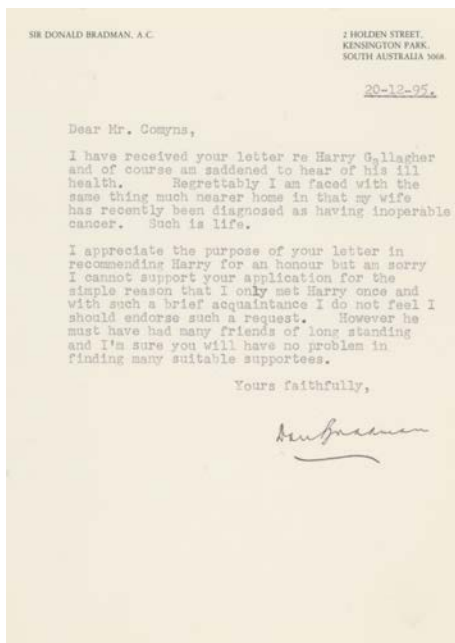 SIR DONALD BRADMAN, A.C.
2 HOLDEN STREET,
KENSINGTON PARK,
SOUTH AUSTRALIA 5068.
20-12-95.
Dear Mr. Comyns,
I have received your letter re Harry Gallagher
and of course am saddened to hear of his ill
health. Regrettably I am faced with the
same thing much nearer home in that my wife
has recently been diagnosed as having inoperable
cancer. Such is life.
I appreciate the purpose of your letter in
recommending Harry for an honour but am sorry
I cannot support your application for the
simple reason that I only met Harry once and
with such a brief acquaintance I do not feel I
should endorse such a request. However he
must have had many friends of long standing
and I'm sure you will have no problem in
finding many suitable supportees.
Yours faithfully,
Don Bradman